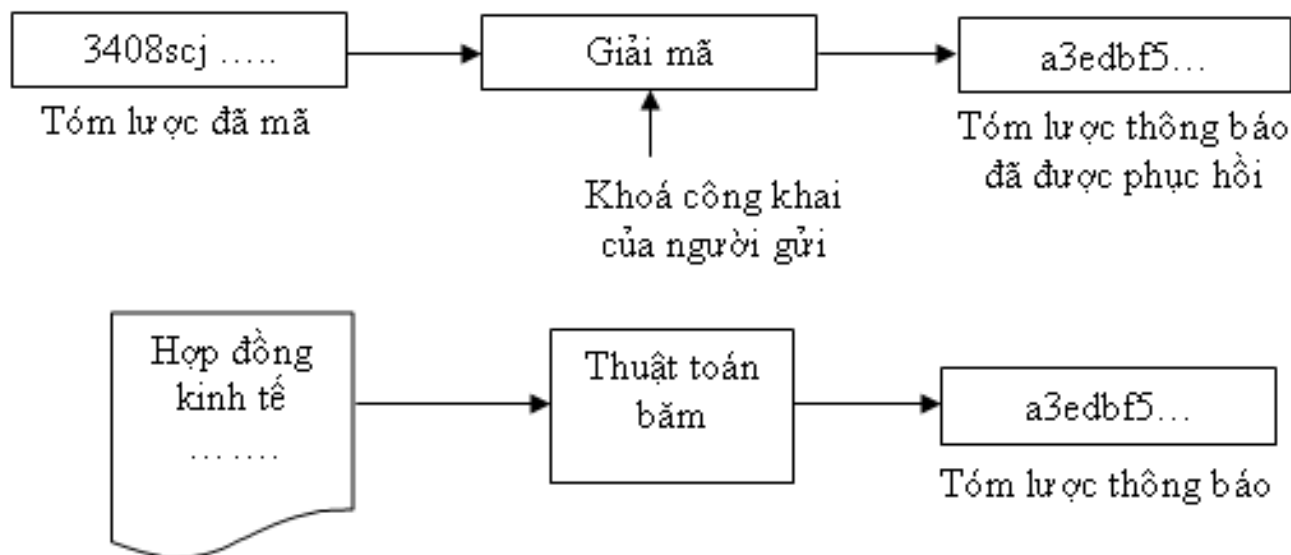 3408scj .....
Giải mã
a3edbf5...
Tóm lược đã mã
Tóm lược thông báo
đã được phục hồi
Khoá công khai
của người gửi
Hợp đồng
kinh tế
... ....
Thuật toán
băm
a3edbf5...
Tóm lược thông báo